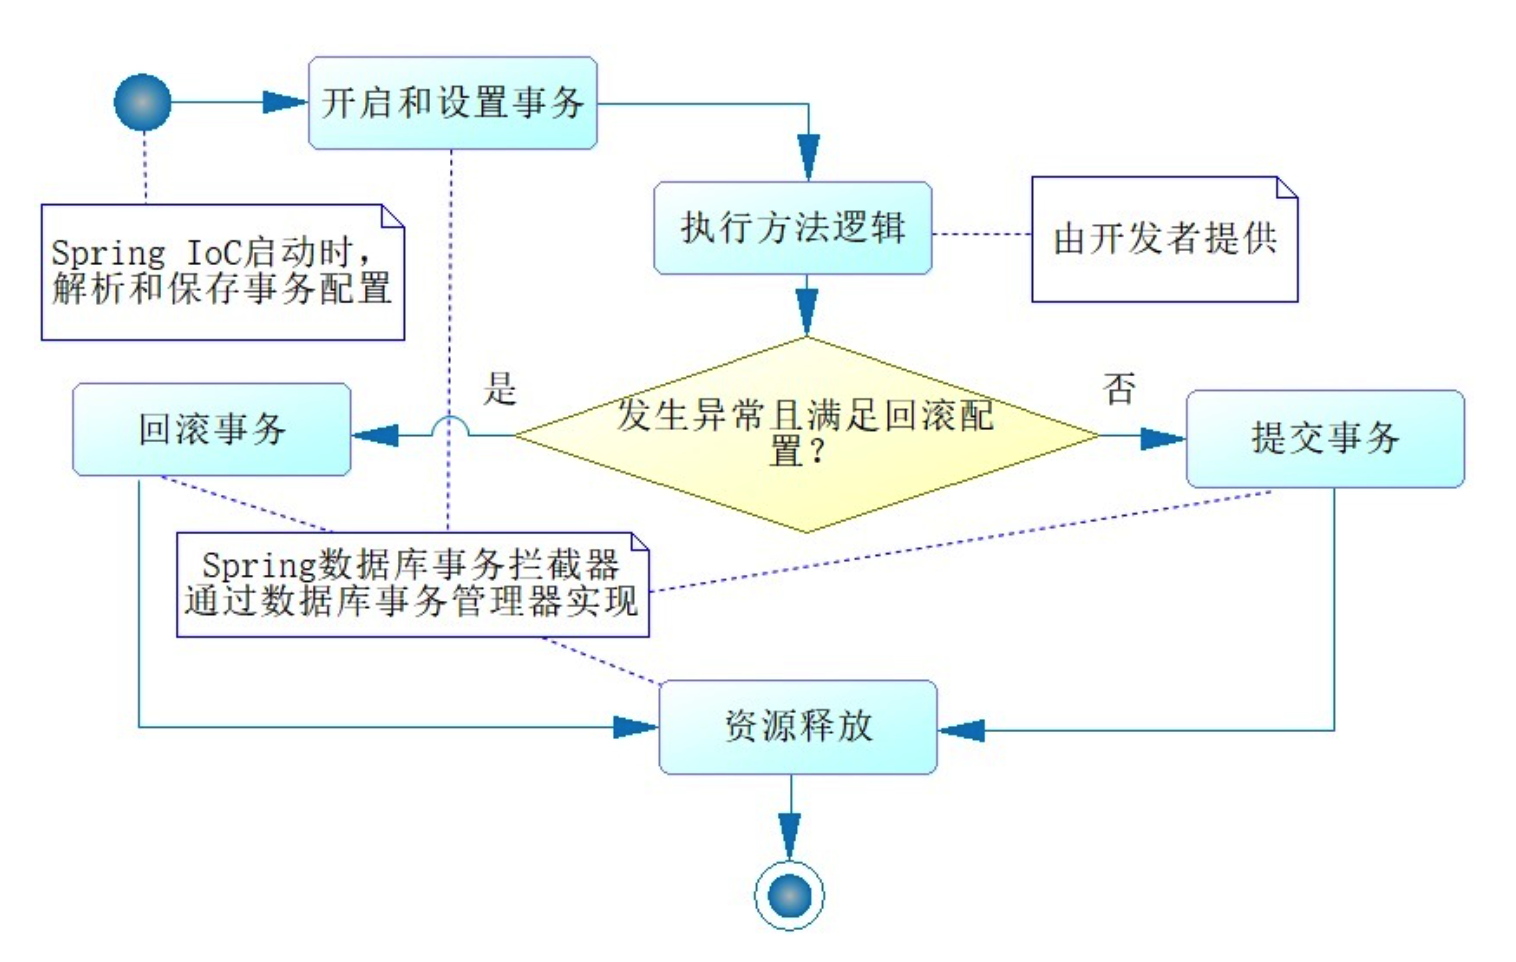 开启和设置事务
执行方法逻辑
由开发者提供
Spring IoC启动时，
解析和保存事务配置
是
否
回滚事务
发生异常且满足回滚配
置？
提交事务
Spring数据库事务拦截器
通过数据库事务管理器实现
资源释放